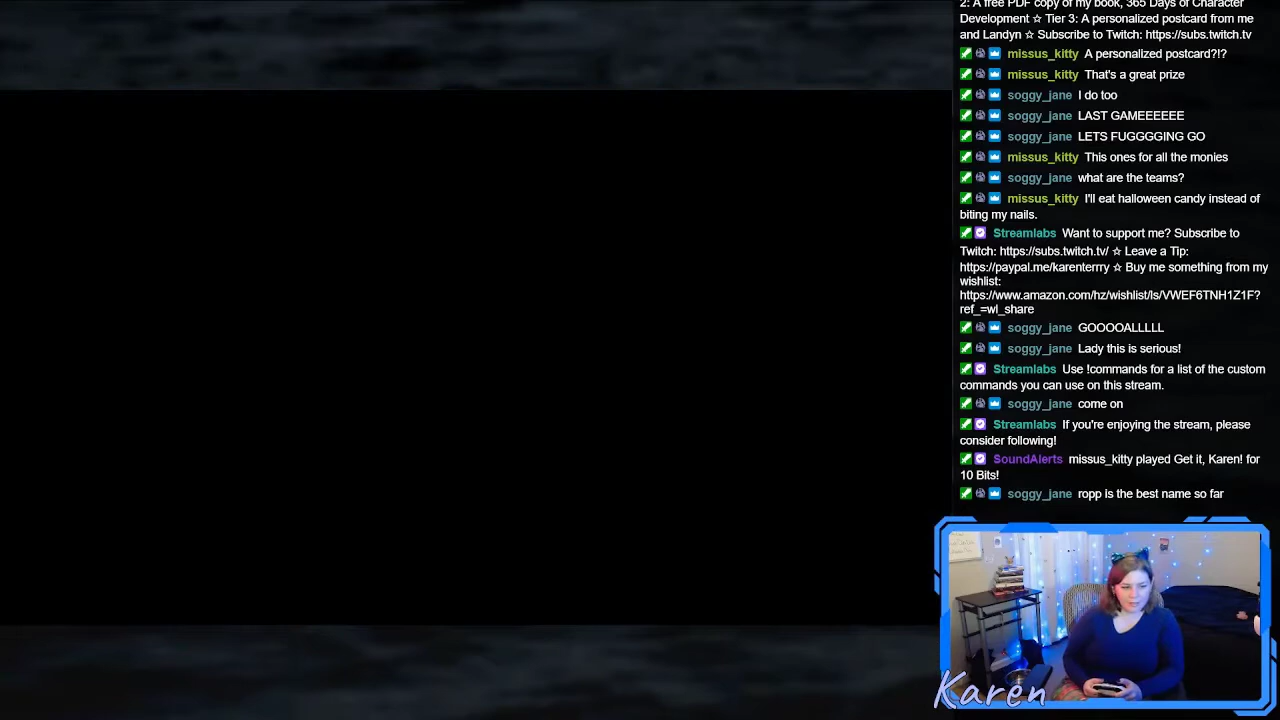 2: A free PDF copy of my book, 365 Days of Character
Development ☆ Tier 3: A personalized postcard from me
and Landyn ☆ Subscribe to Twitch: https://subs.twitch.tv
missus_kitty A personalized postcard?!?
missus_kitty That's a great prize
soggy_jane I do too
soggy_jane LAST GAMEEEEEE
soggy_jane LETS FUGGGGING GO
missus_kitty This ones for all the monies
soggy_jane what are the teams?
missus_kitty I'll eat halloween candy instead of
biting my nails.
Streamlabs Want to support me? Subscribe to
Twitch: https://subs.twitch.tv/ ☆ Leave a Tip:
https://paypal.me/karenterrry ☆ Buy me something from my
wishlist:
https://www.amazon.com/hz/wishlist/ls/VWEF6TNH1Z1F?
ref_=wl_share
soggy_jane GOOOOALLLLL
soggy_jane Lady this is serious!
Streamlabs Use !commands for a list of the custom
commands you can use on this stream.
soggy_jane come on
Streamlabs If you're enjoying the stream, please
consider following!
SoundAlerts missus_kitty played Get it, Karen! for
10 Bits!
soggy_jane ropp is the best name so far
Karen